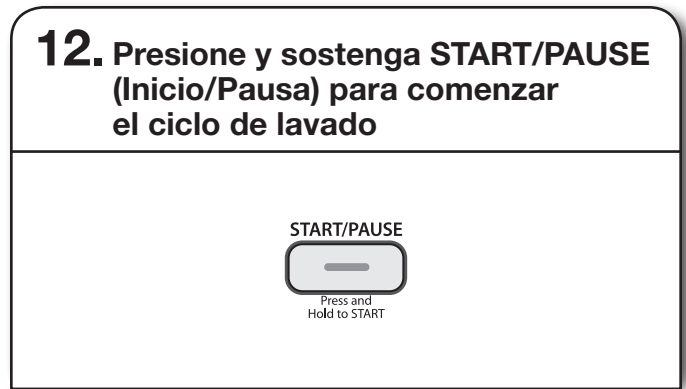 12. Presione y sostenga START/PAUSE
(Inicio/Pausa) para comenzar
el ciclo de lavado
START/PAUSE
Press and
Hold to START